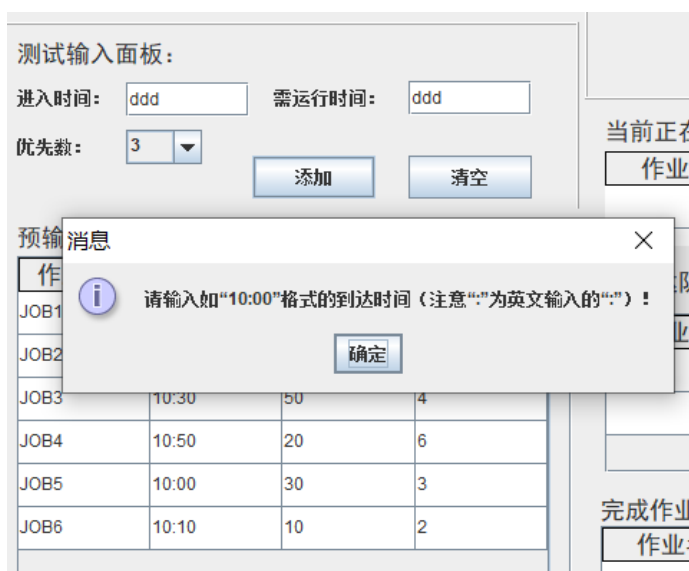 测试输入面板：
进入时间： ddd 需运行时间： ddd
优先数： 3
添加 清空
当前正在
作业
预输
消息
作
请输入如“10:00”格式的到达时间（注意“:”为英文输入的“:”）！
确定
JOB1
JOB2
JOB3 10:30 50 4
JOB4 10:50 20 6
JOB5 10:00 30 3
JOB6 10:10 10 2
完成作业
作业